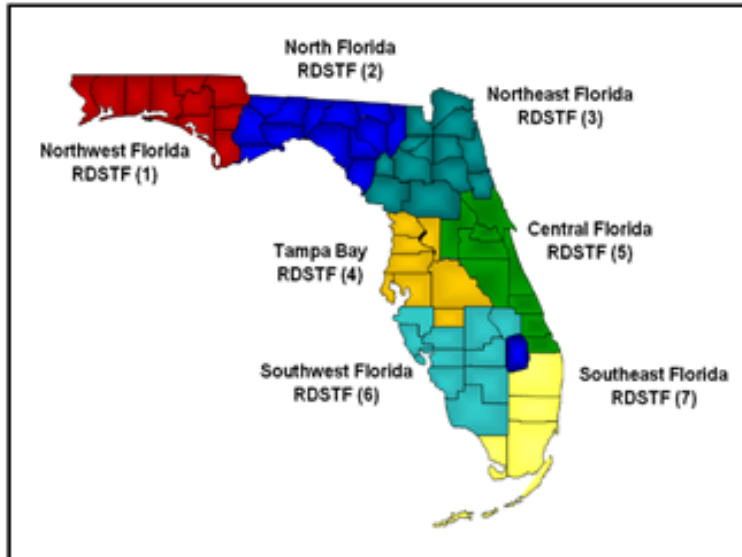 North Florida
RDSTF (2)
Northeast Florida
RDSTF (3)
Northwest Florida
RDSTF (1)
Central Florida
RDSTF (5)
Tampa Bay
RDSTF (4)
Southwest Florida
RDSTF (6)
Southeast Florida
RDSTF (7)